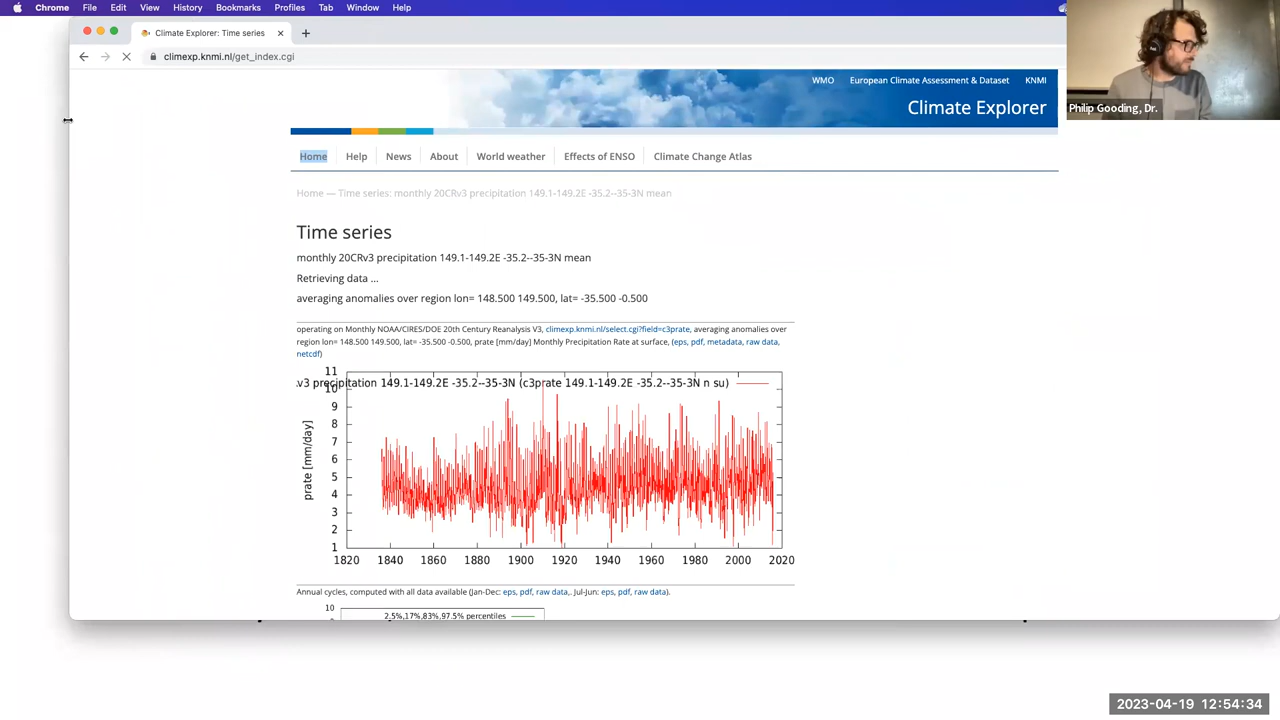 Chrome File Edit View History Bookmarks Profiles Tab Window Help
Climate Explorer: Time series
climexp.knmi.nl/get_index.cgi
WMO European Climate Assessment & Dataset KNMI
Climate Explorer
Philip Gooding, Dr.
Home Help News About World weather Effects of ENSO Climate Change Atlas
Home — Time series: monthly 20CRv3 precipitation 149.1-149.2E -35.2--35-3N mean
Time series
monthly 20CRv3 precipitation 149.1-149.2E -35.2--35-3N mean
Retrieving data ...
averaging anomalies over region lon= 148.500 149.500, lat= -35.500 -0.500
operating on Monthly NOAA/CIRES/DOE 20th Century Reanalysis V3, climexp.knmi.nl/select.cgi?field=c3prate, averaging anomalies over
region lon= 148.500 149.500, lat= -35.500 -0.500, prate [mm/day] Monthly Precipitation Rate at surface, (eps, pdf, metadata, raw data,
netcdf)
11
.v3 precipitation 149.1-149.2E -35.2--35-3N (c3prate 149.1-149.2E -35.2--35-3N n su)
10
9
8
7
6
5
4
3
2
1
prate [mm/day]
1820 1840 1860 1880 1900 1920 1940 1960 1980 2000 2020
Annual cycles, computed with all data available (Jan-Dec: eps, pdf, raw data,. Jul-Jun: eps, pdf, raw data).
10
2.5%,17%,83%,97.5% percentiles
2023-04-19 12:54:34